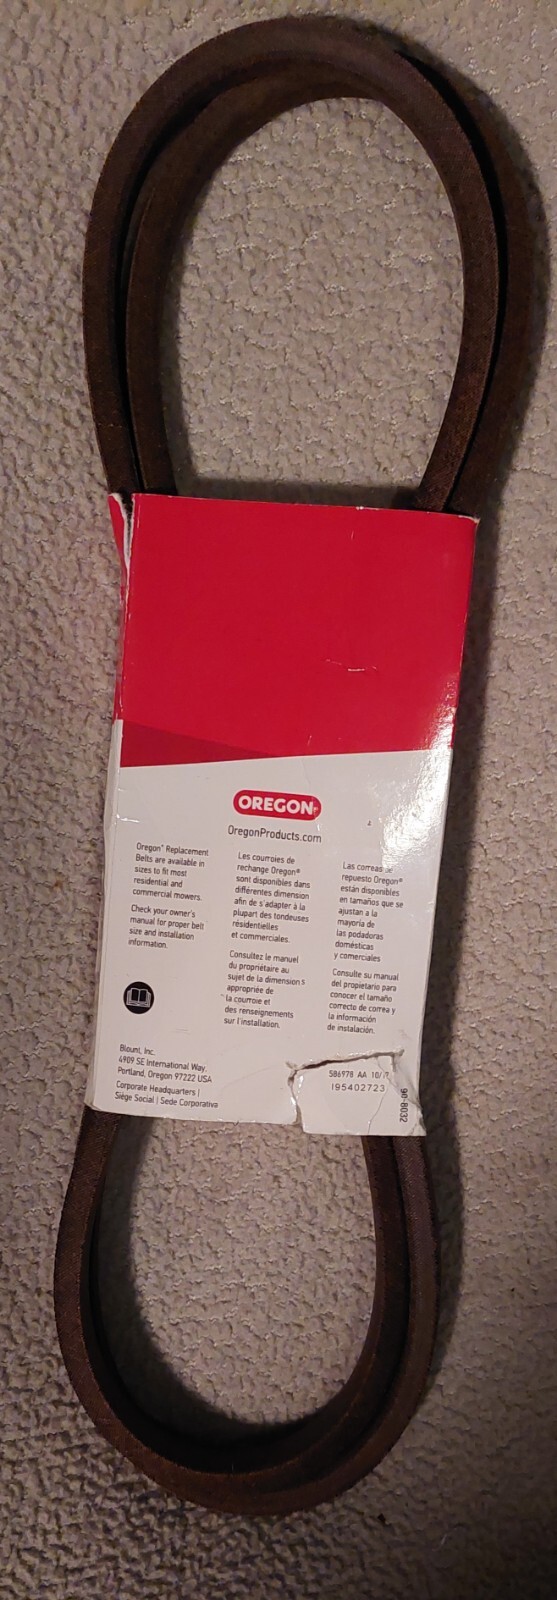 OREGON
OregonProducts.com
Oregon® Replacement
Belts are available in
sizes to fit most
residential and
commercial mowers.
Check your owner's
manual for proper belt
size and installation
information.
Les courroies de
rechange Oregon®
sont disponibles dans
différentes dimension
afin de s'adapter à la
plupart des tondeuses
résidentielles
et commerciales.
Consultez le manuel
du propriétaire au
sujet de la dimensions
appropriée de
la courroie et
des renseignements
sur l'installation.
Las correas de
repuesto Oregon®
están disponibles
en tamaños que se
ajustan a la
mayoría de
las podadoras
domésticas
y comerciales
Consulte su manual
del propietario para
conocer el tamaño
correcto de correa y
la información
de instalación.
Blount, Inc.
4909 SE International Way.
Portland, Oregon 97222 USA
Corporate Headquarters |
Siège Social | Sede Corporativa
586978 AA 10/17
195402723
90-8032